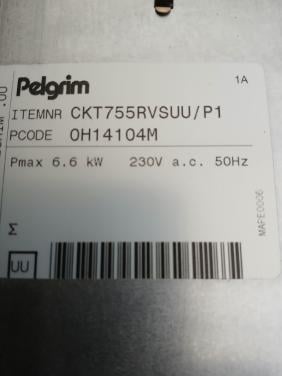 Pelgrim
1A
ITEMNR CKT755RVSUU/P1
PCODE 0H14104M
Pmax 6.6 kW 230V a.c. 50Hz
Σ
UU
MAFE0006